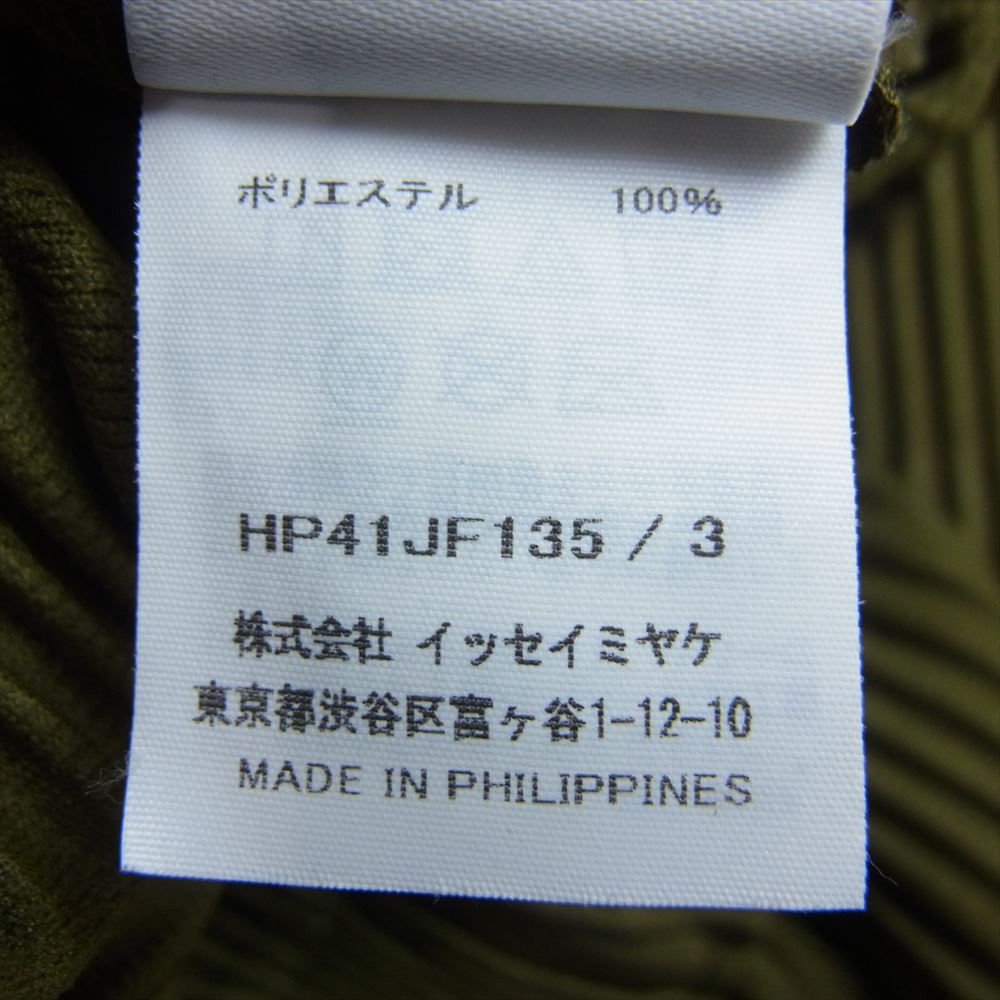 ポリエステル 100%
HP41JF135 / 3
株式会社 イッセイミヤケ
東京都渋谷区富ヶ谷1-12-10
MADE IN PHILIPPINES